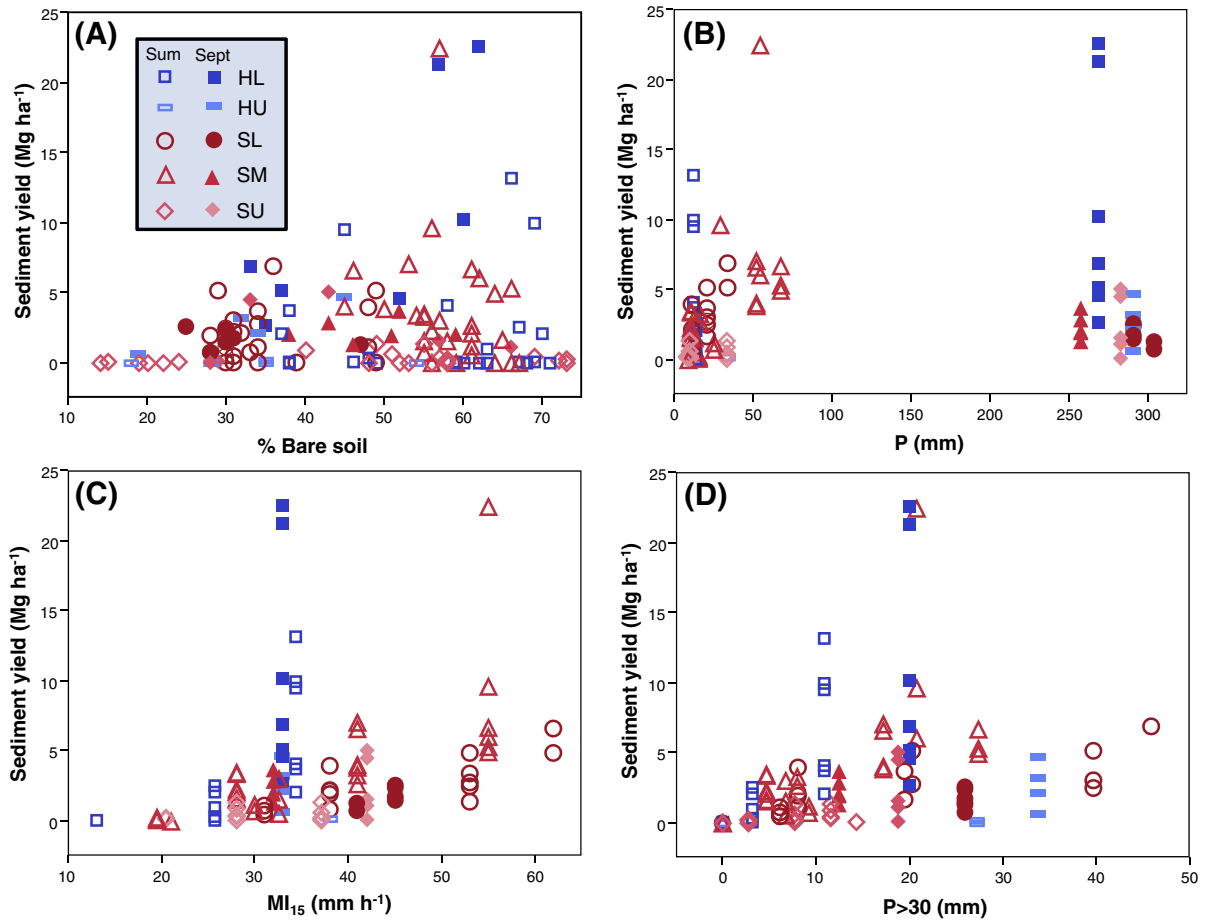 (A)
Sum Sept
HL
HU
SL
SM
SU
25
20
15
10
5
0
Sediment yield (Mg ha⁻¹)
10 20 30 40 50 60 70
% Bare soil
(B)
25
20
15
10
5
0
Sediment yield (Mg ha⁻¹)
0 50 100 150 200 250 300
P (mm)
(C)
25
20
15
10
5
0
Sediment yield (Mg ha⁻¹)
10 20 30 40 50 60
MI₁₅ (mm h⁻¹)
(D)
25
20
15
10
5
0
Sediment yield (Mg ha⁻¹)
0 10 20 30 40 50
P>30 (mm)